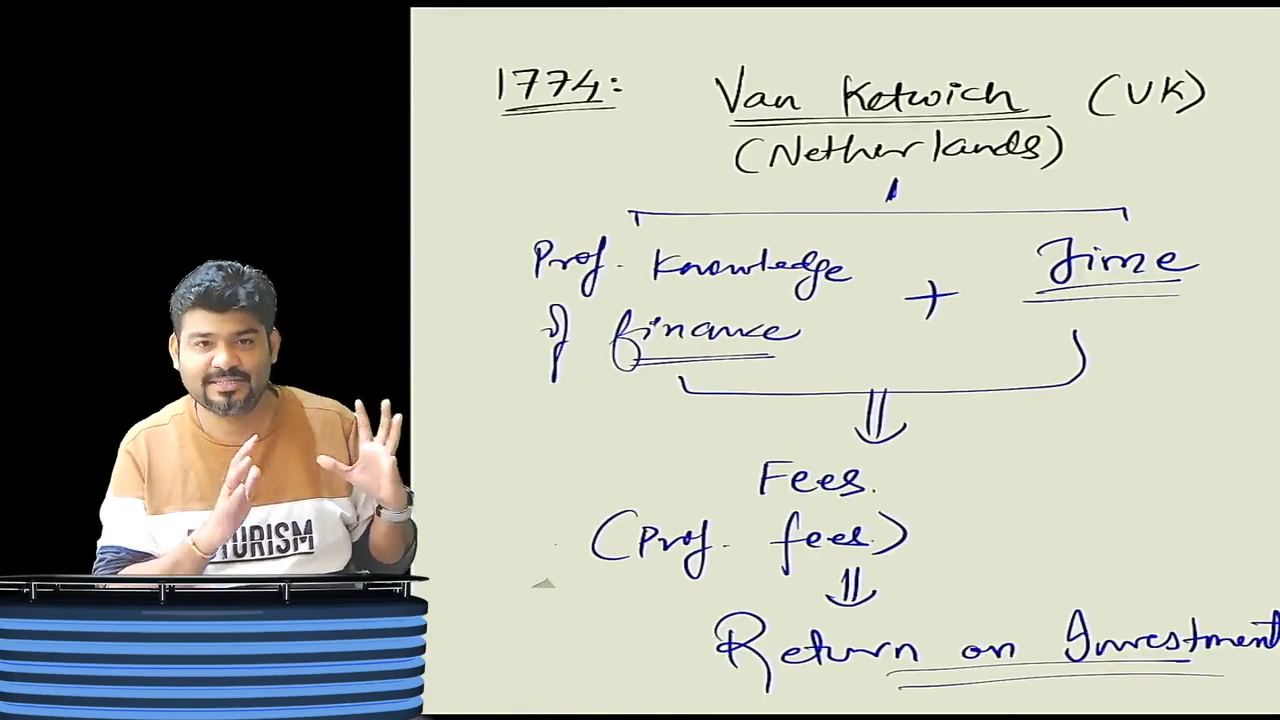 1774: Van Ketwich (UK)
(Netherlands)
Prof. Knowledge + Time
of finance
Fees.
(Prof. fees.)
Return on Investment
TURISM